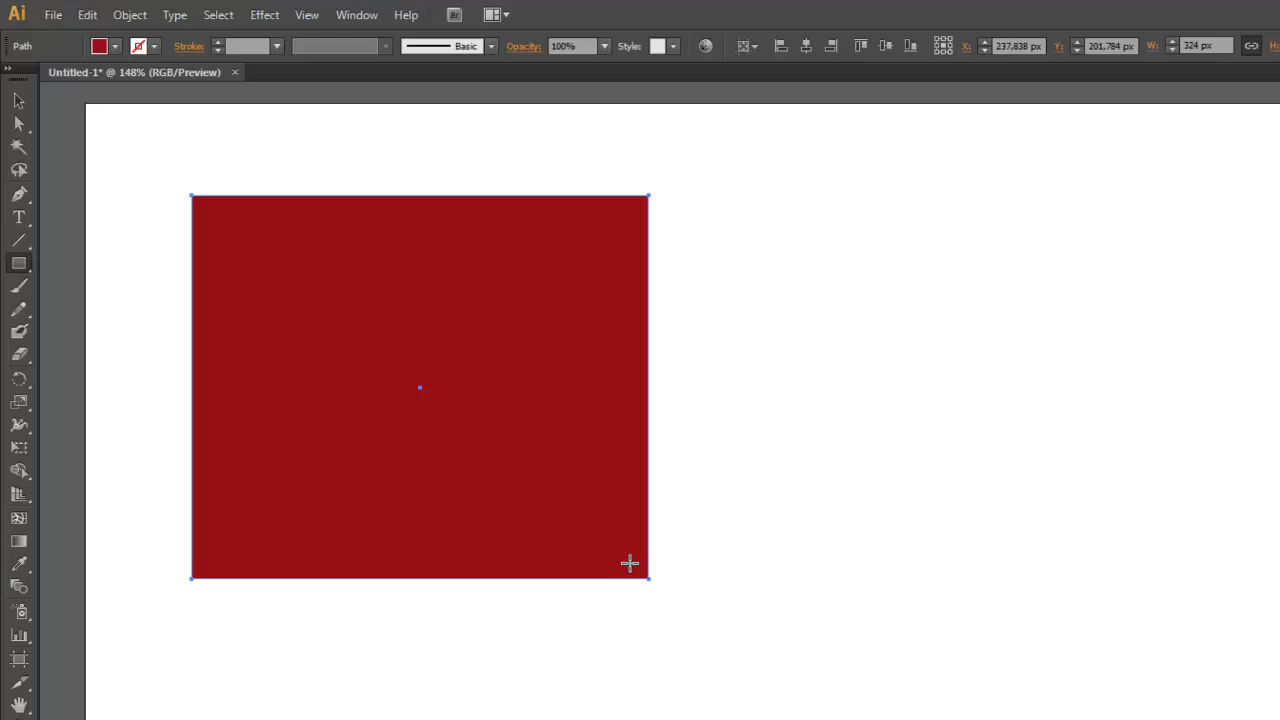 Ai File Edit Object Type Select Effect View Window Help Br
Path Stroke: Basic Opacity: 100% Style: X: 237,838 px Y: 201,784 px W: 324 px H:
Untitled-1* @ 148% (RGB/Preview) ×
T